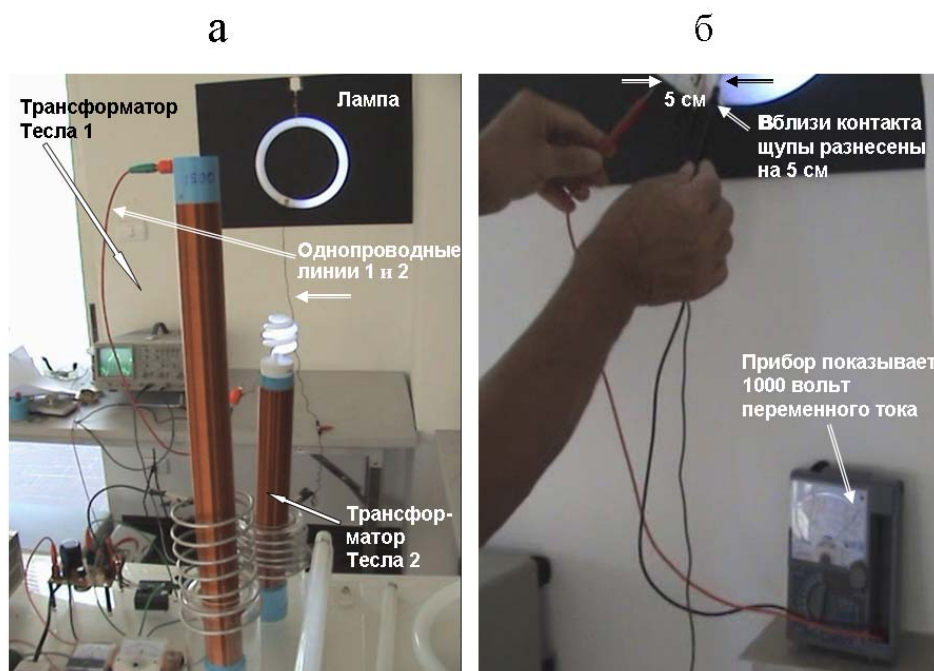 а
б
Трансформатор
Тесла 1
Лампа
Однопроводные
линии 1 и 2
Трансфор-
матор
Тесла 2
5 см
Вблизи контакта
щупы разнесены
на 5 см
Прибор показывает
1000 вольт
переменного тока